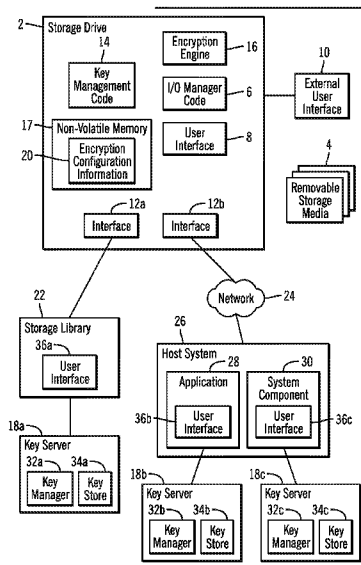 2
Storage Drive
14
Key
Management
Code
Encryption
Engine
16
I/O Manager
Code
6
10
External
User
Interface
17
Non-Volatile Memory
20
Encryption
Configuration
Information
User
Interface
8
4
Removable
Storage
Media
12a
Interface
12b
Interface
Network
24
22
Storage Library
36a
User
Interface
26
Host System
28
Application
36b
User
Interface
30
System
Component
User
Interface
36c
18a
Key Server
32a
Key
Manager
34a
Key
Store
18b
Key Server
32b
Key
Manager
34b
Key
Store
18c
Key Server
32c
Key
Manager
34c
Key
Store